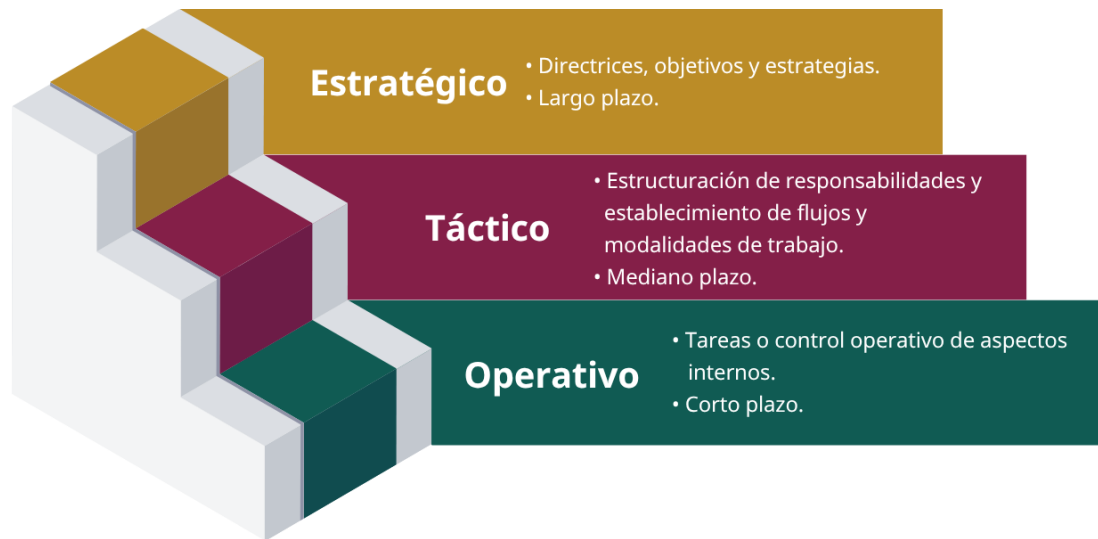 Estratégico
• Directrices, objetivos y estrategias.
• Largo plazo.
Táctico
• Estructuración de responsabilidades y
establecimiento de flujos y
modalidades de trabajo.
• Mediano plazo.
Operativo
• Tareas o control operativo de aspectos
internos.
• Corto plazo.